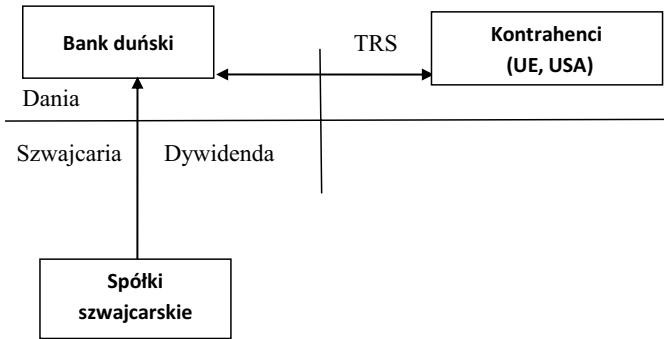 Bank duński
TRS
Kontrahenci
(UE, USA)
Dania
Szwajcaria
Dywidenda
Spółki
szwajcarskie